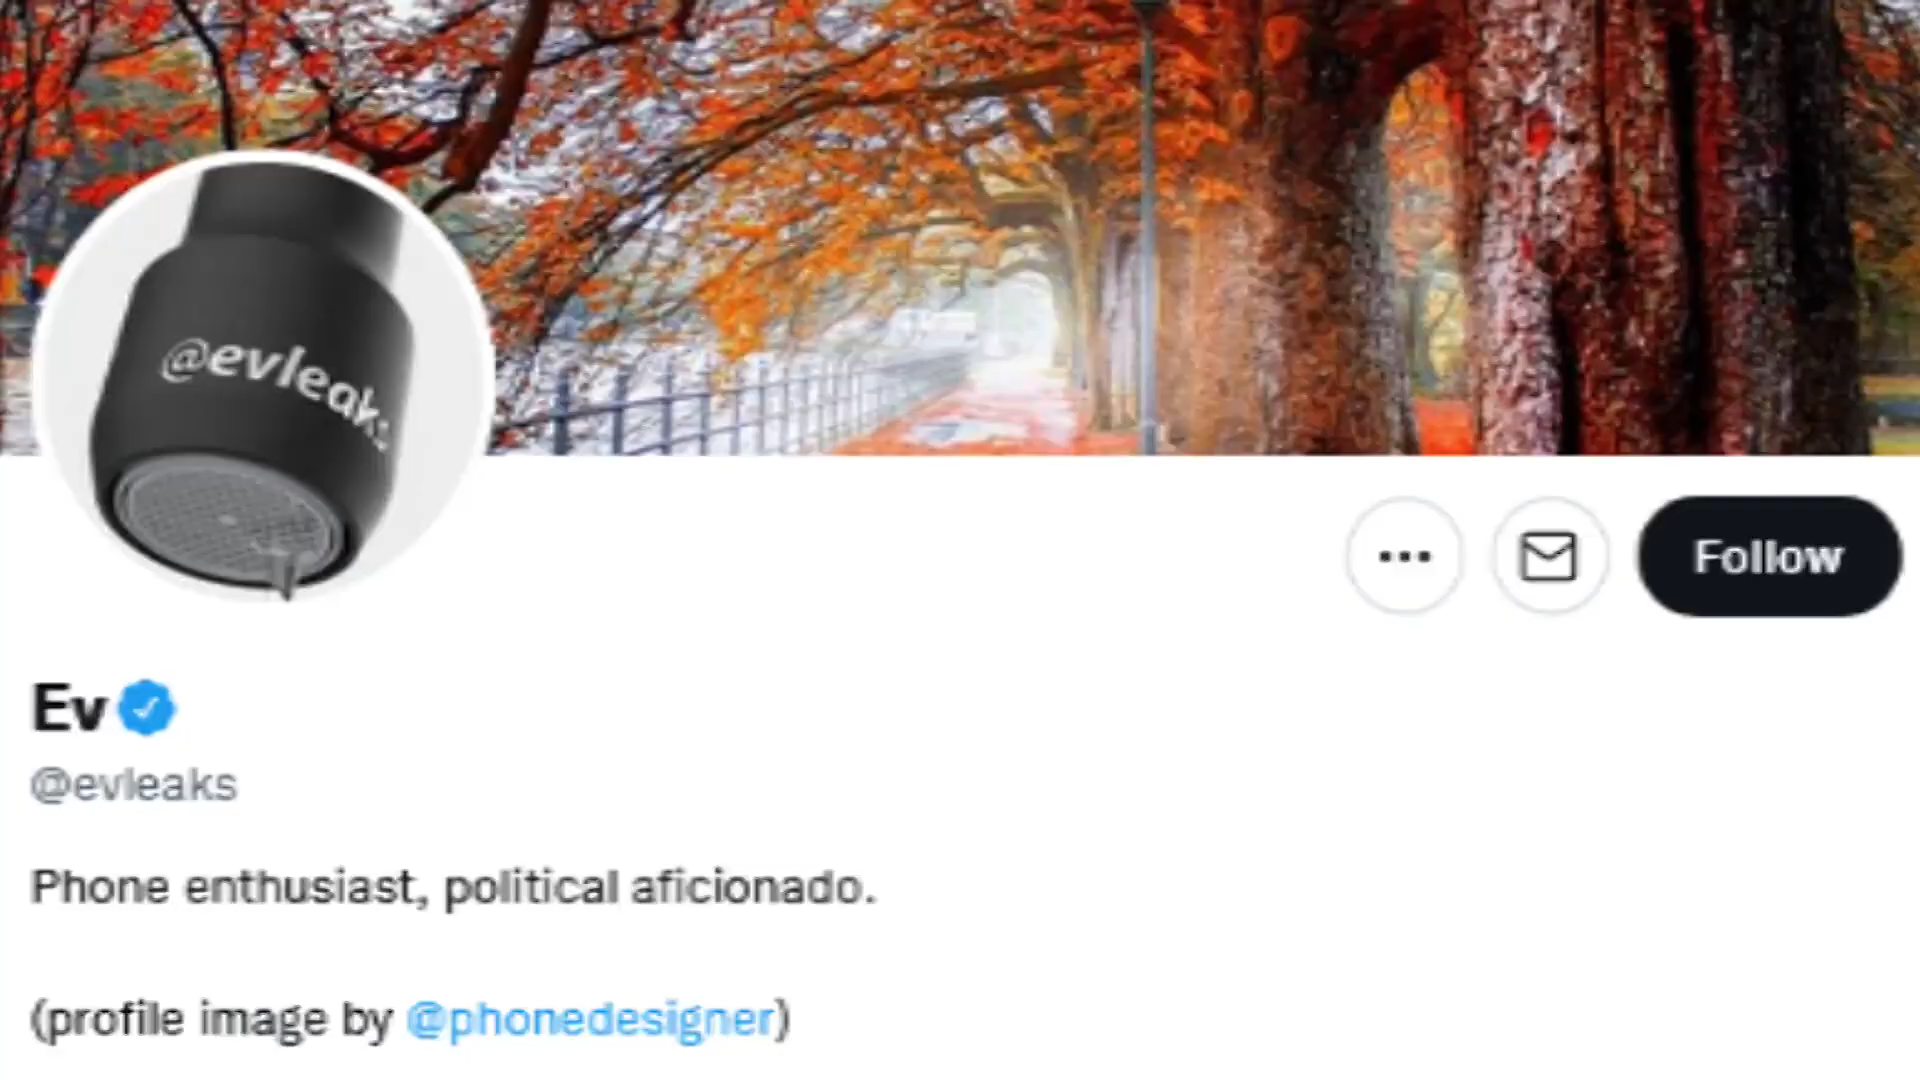 @evleaks
Follow
Ev
@evleaks
Phone enthusiast, political aficionado.
(profile image by @phonedesigner)